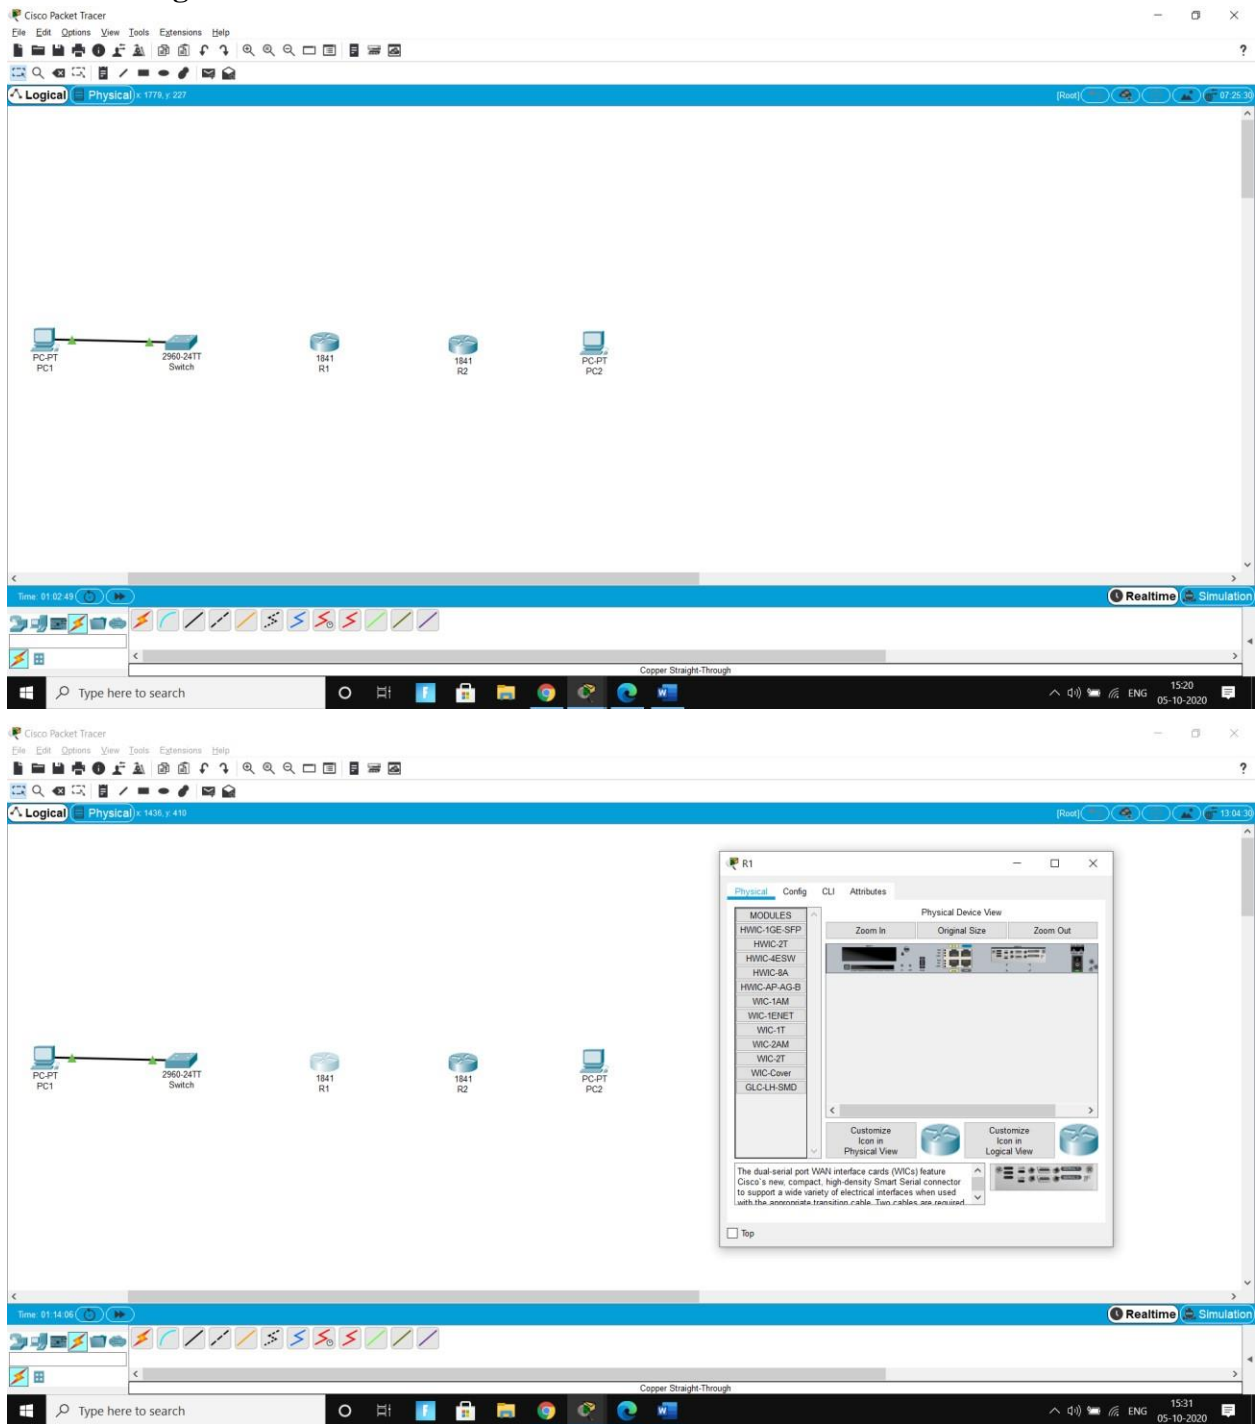 Cisco Packet Tracer
File Edit Options View Tools Extensions Help
?
Logical Physical x: 1779, y: 227 [Root] 07:25:30
PC-PT
PC1
2960-24TT
Switch
1841
R1
1841
R2
PC-PT
PC2
Time: 01:02:49 Realtime Simulation
Copper Straight-Through
Type here to search
ENG
15:20
05-10-2020
Cisco Packet Tracer
File Edit Options View Tools Extensions Help
?
Logical Physical x: 1436, y: 410 [Root] 13:04:30
R1
Physical Config CLI Attributes
MODULES
HWIC-1GE-SFP
HWIC-2T
HWIC-4ESW
HWIC-8A
HWIC-AP-AG-B
WIC-1AM
WIC-1ENET
WIC-1T
WIC-2AM
WIC-2T
WIC-Cover
GLC-LH-SMD
Physical Device View
Zoom In Original Size Zoom Out
Customize
Icon in
Physical View
Customize
Icon in
Logical View
The dual-serial port WAN interface cards (WICs) feature
Cisco's new, compact, high-density Smart Serial connector
to support a wide variety of electrical interfaces when used
with the appropriate transition cable. Two cables are required
Top
PC-PT
PC1
2960-24TT
Switch
1841
R1
1841
R2
PC-PT
PC2
Time: 01:14:06 Realtime Simulation
Copper Straight-Through
Type here to search
ENG
15:31
05-10-2020